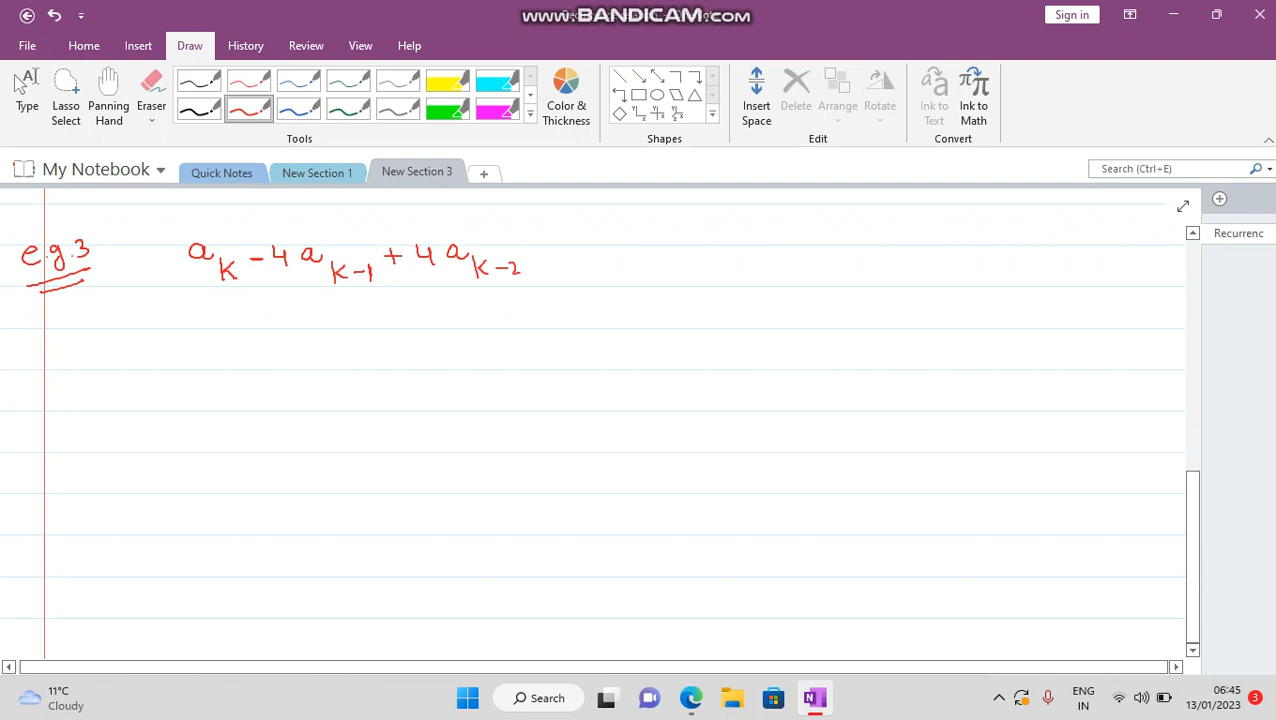 www.BANDICAM.com
Sign in
File Home Insert Draw History Review View Help
Type Lasso Select Panning Hand Eraser Color & Thickness Insert Space Delete Arrange Rotate Ink to Text Ink to Math
Tools Shapes Edit Convert
My Notebook Quick Notes New Section 1 New Section 3 Search (Ctrl+E)
Recurrenc
e.g.3 a_k - 4a_{k-1} + 4a_{k-2}
11°C
Cloudy
Search
ENG
IN
06:45
13/01/2023
3